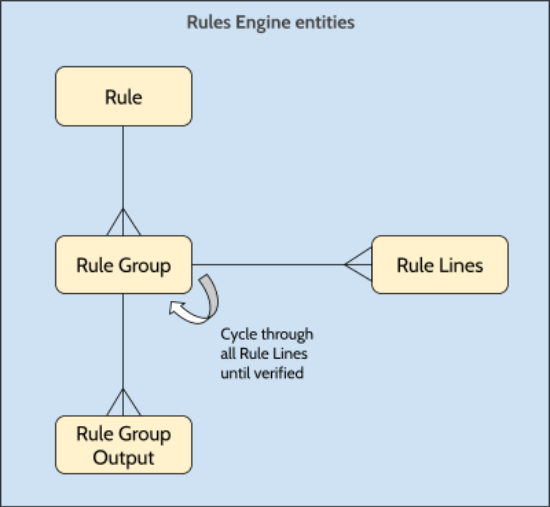 Rules Engine entities
Rule
Rule Group
Rule Lines
Cycle through
all Rule Lines
until verified
Rule Group
Output